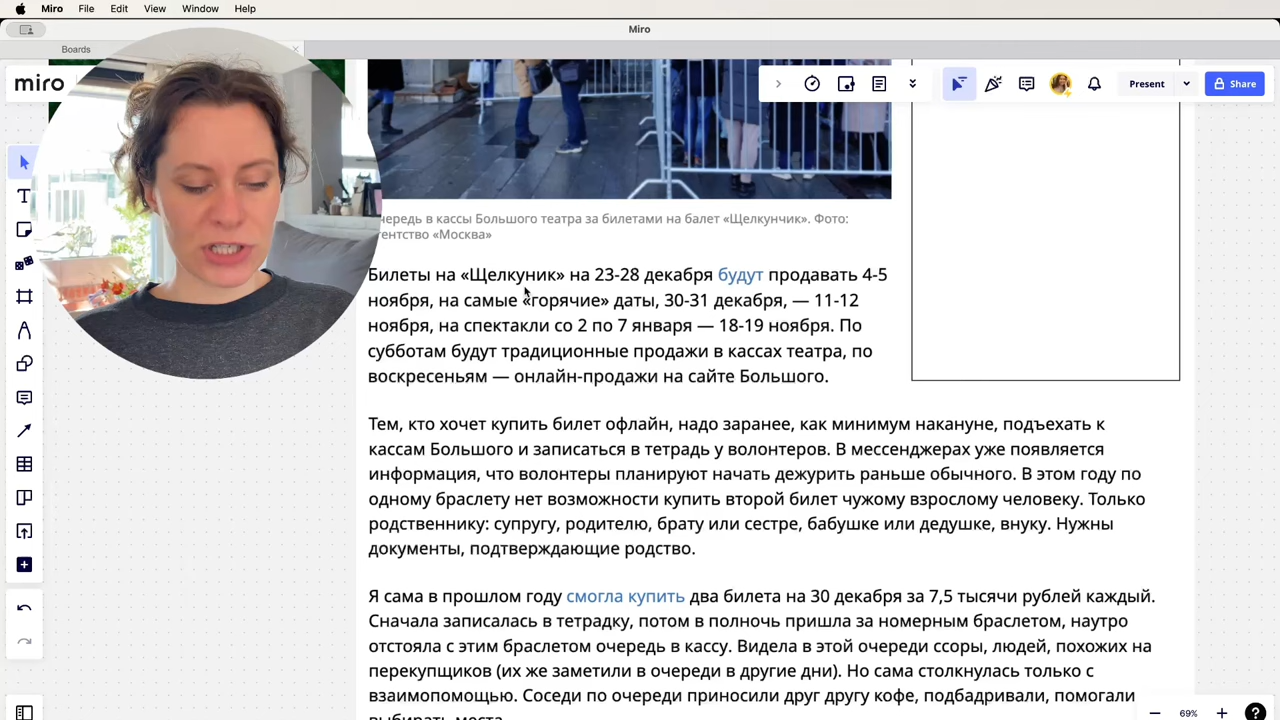 Miro File Edit View Window Help
Miro
Boards
miro
Present
Share
чередь в кассы Большого театра за билетами на балет «Щелкунчик». Фото:
гентство «Москва»
Билеты на «Щелкуник» на 23-28 декабря будут продавать 4-5
ноября, на самые «горячие» даты, 30-31 декабря, — 11-12
ноября, на спектакли со 2 по 7 января — 18-19 ноября. По
субботам будут традиционные продажи в кассах театра, по
воскресеньям — онлайн-продажи на сайте Большого.
Тем, кто хочет купить билет офлайн, надо заранее, как минимум накануне, подъехать к
кассам Большого и записаться в тетрадь у волонтеров. В мессенджерах уже появляется
информация, что волонтеры планируют начать дежурить раньше обычного. В этом году по
одному браслету нет возможности купить второй билет чужому взрослому человеку. Только
родственнику: супругу, родителю, брату или сестре, бабушке или дедушке, внуку. Нужны
документы, подтверждающие родство.
Я сама в прошлом году смогла купить два билета на 30 декабря за 7,5 тысячи рублей каждый.
Сначала записалась в тетрадку, потом в полночь пришла за номерным браслетом, наутро
отстояла с этим браслетом очередь в кассу. Видела в этой очереди ссоры, людей, похожих на
перекупщиков (их же заметили в очереди в другие дни). Но сама столкнулась только с
взаимопомощью. Соседи по очереди приносили друг другу кофе, подбадривали, помогали
выбирать места
69%